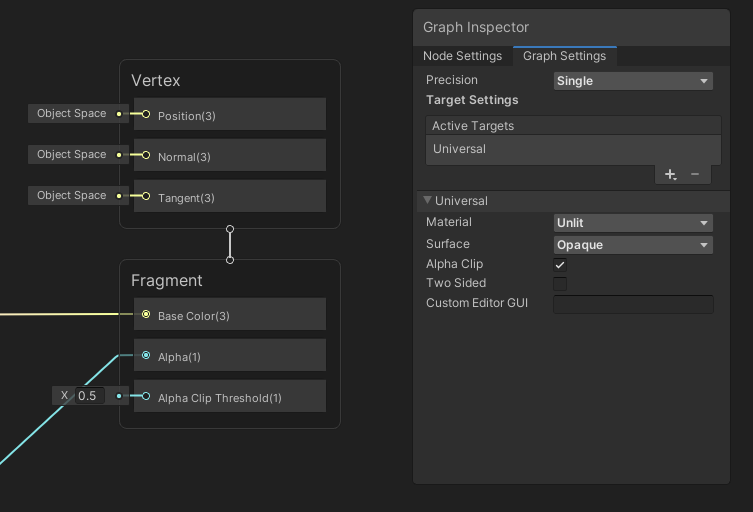 Vertex
Object Space
Position(3)
Object Space
Normal(3)
Object Space
Tangent(3)
Fragment
Base Color(3)
Alpha(1)
X 0.5
Alpha Clip Threshold(1)
Graph Inspector
Node Settings
Graph Settings
Precision
Single
Target Settings
Active Targets
Universal
Universal
Material
Unlit
Surface
Opaque
Alpha Clip
Two Sided
Custom Editor GUI